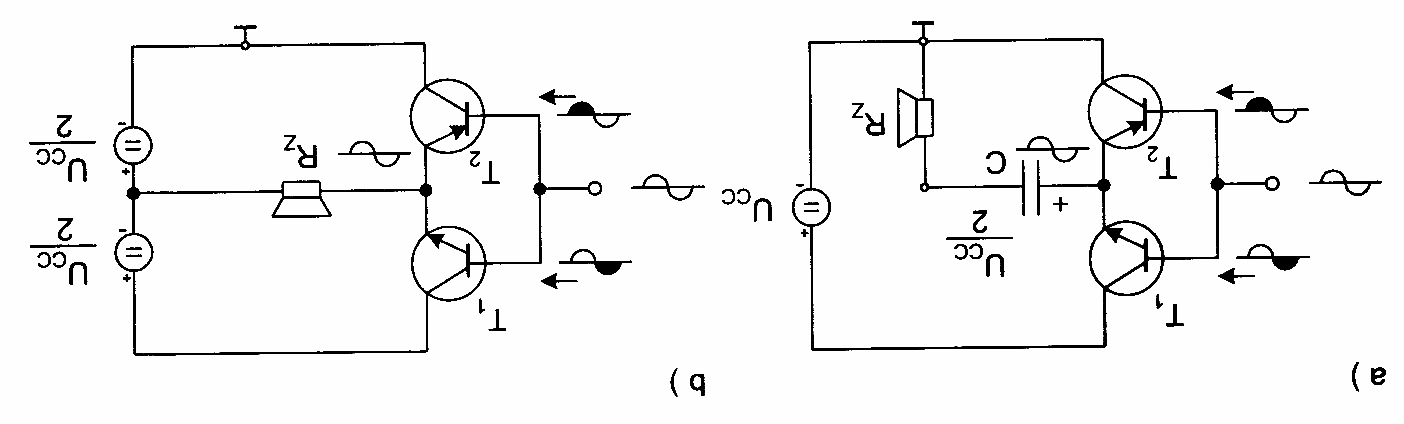 a)
T1
UCC
2
+
C
T2
RZ
+
UCC
-
b)
T1
+
UCC
2
-
T2
RZ
+
UCC
2
-